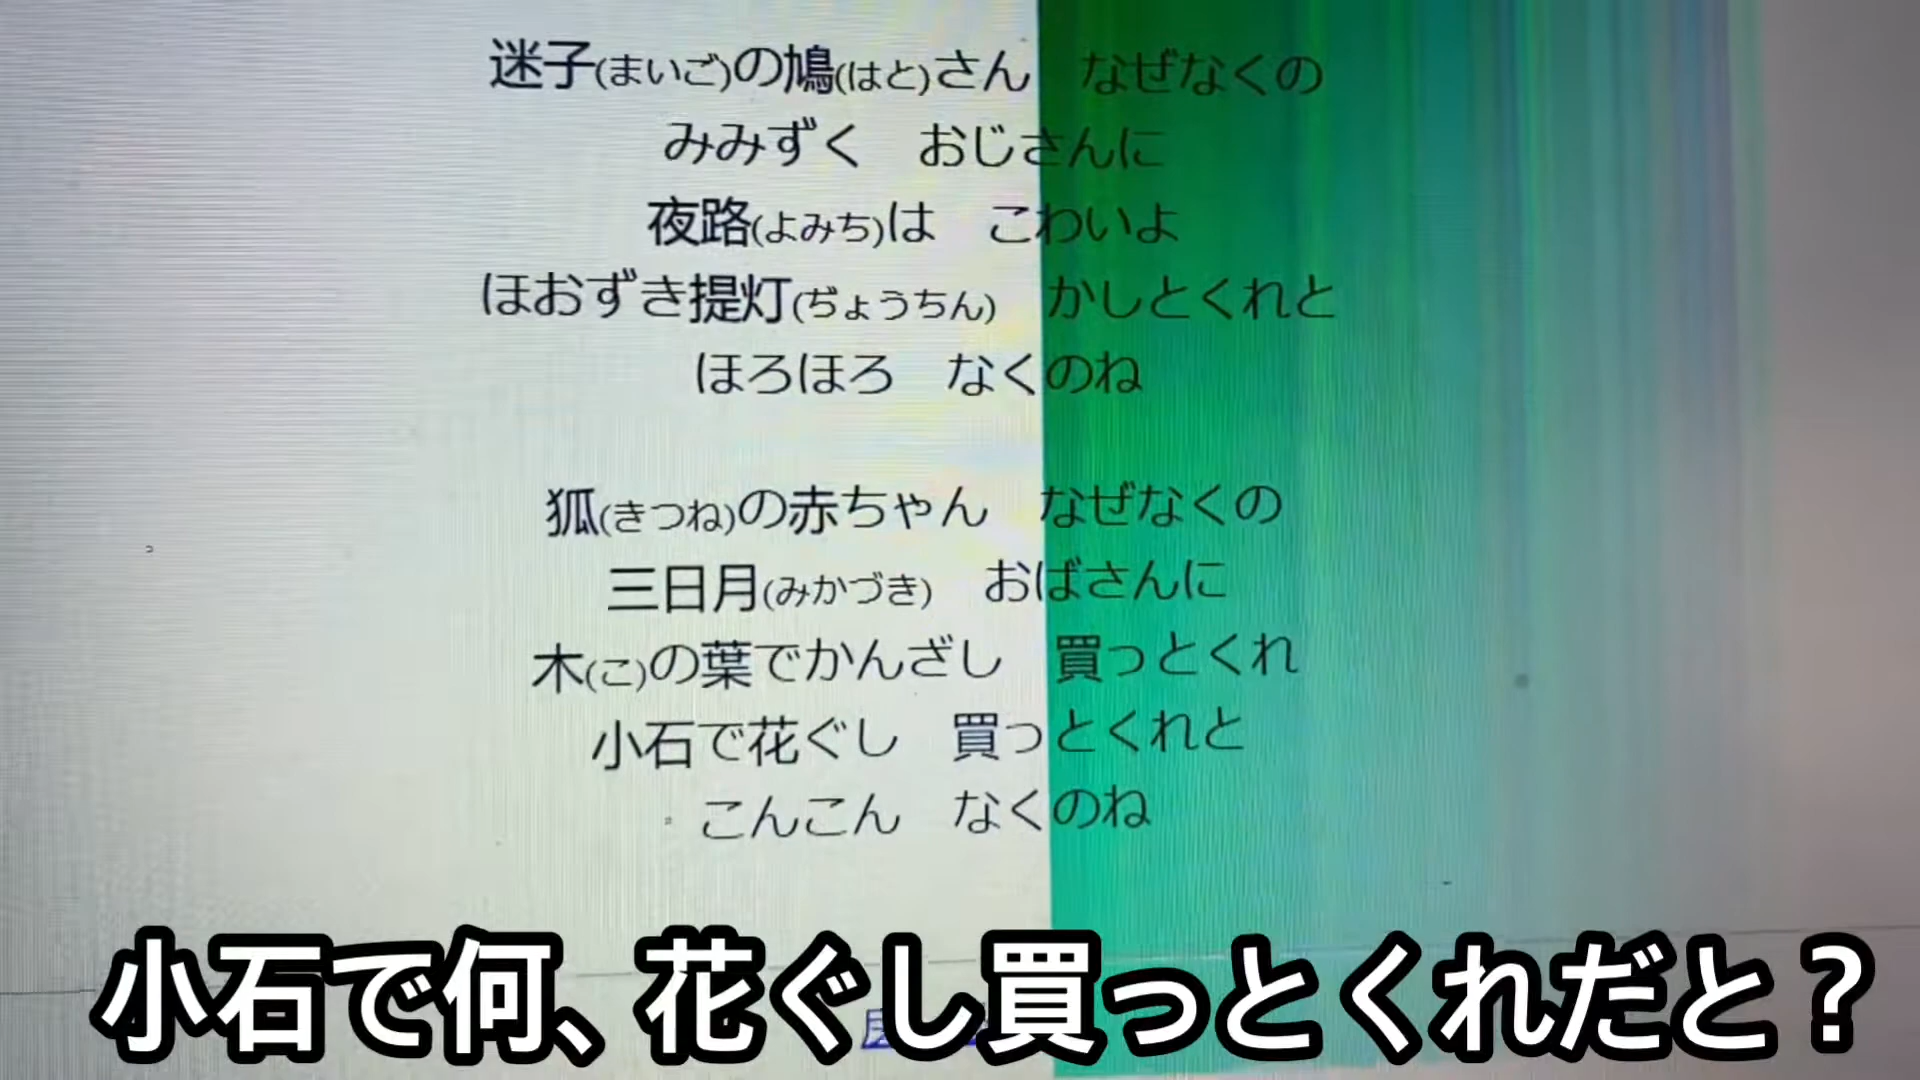 迷子(まいご)の鳩(はと)さん　なぜなくの
みみずく　おじさんに
夜路(よみち)は　こわいよ
ほおずき提灯(ぢょうちん)　かしとくれと
ほろほろ　なくのね
狐(きつね)の赤ちゃん　なぜなくの
三日月(みかづき)　おばさんに
木(こ)の葉でかんざし　買っとくれ
小石で花ぐし　買っとくれと
こんこん　なくのね
小石で何、花ぐし買っとくれだと？